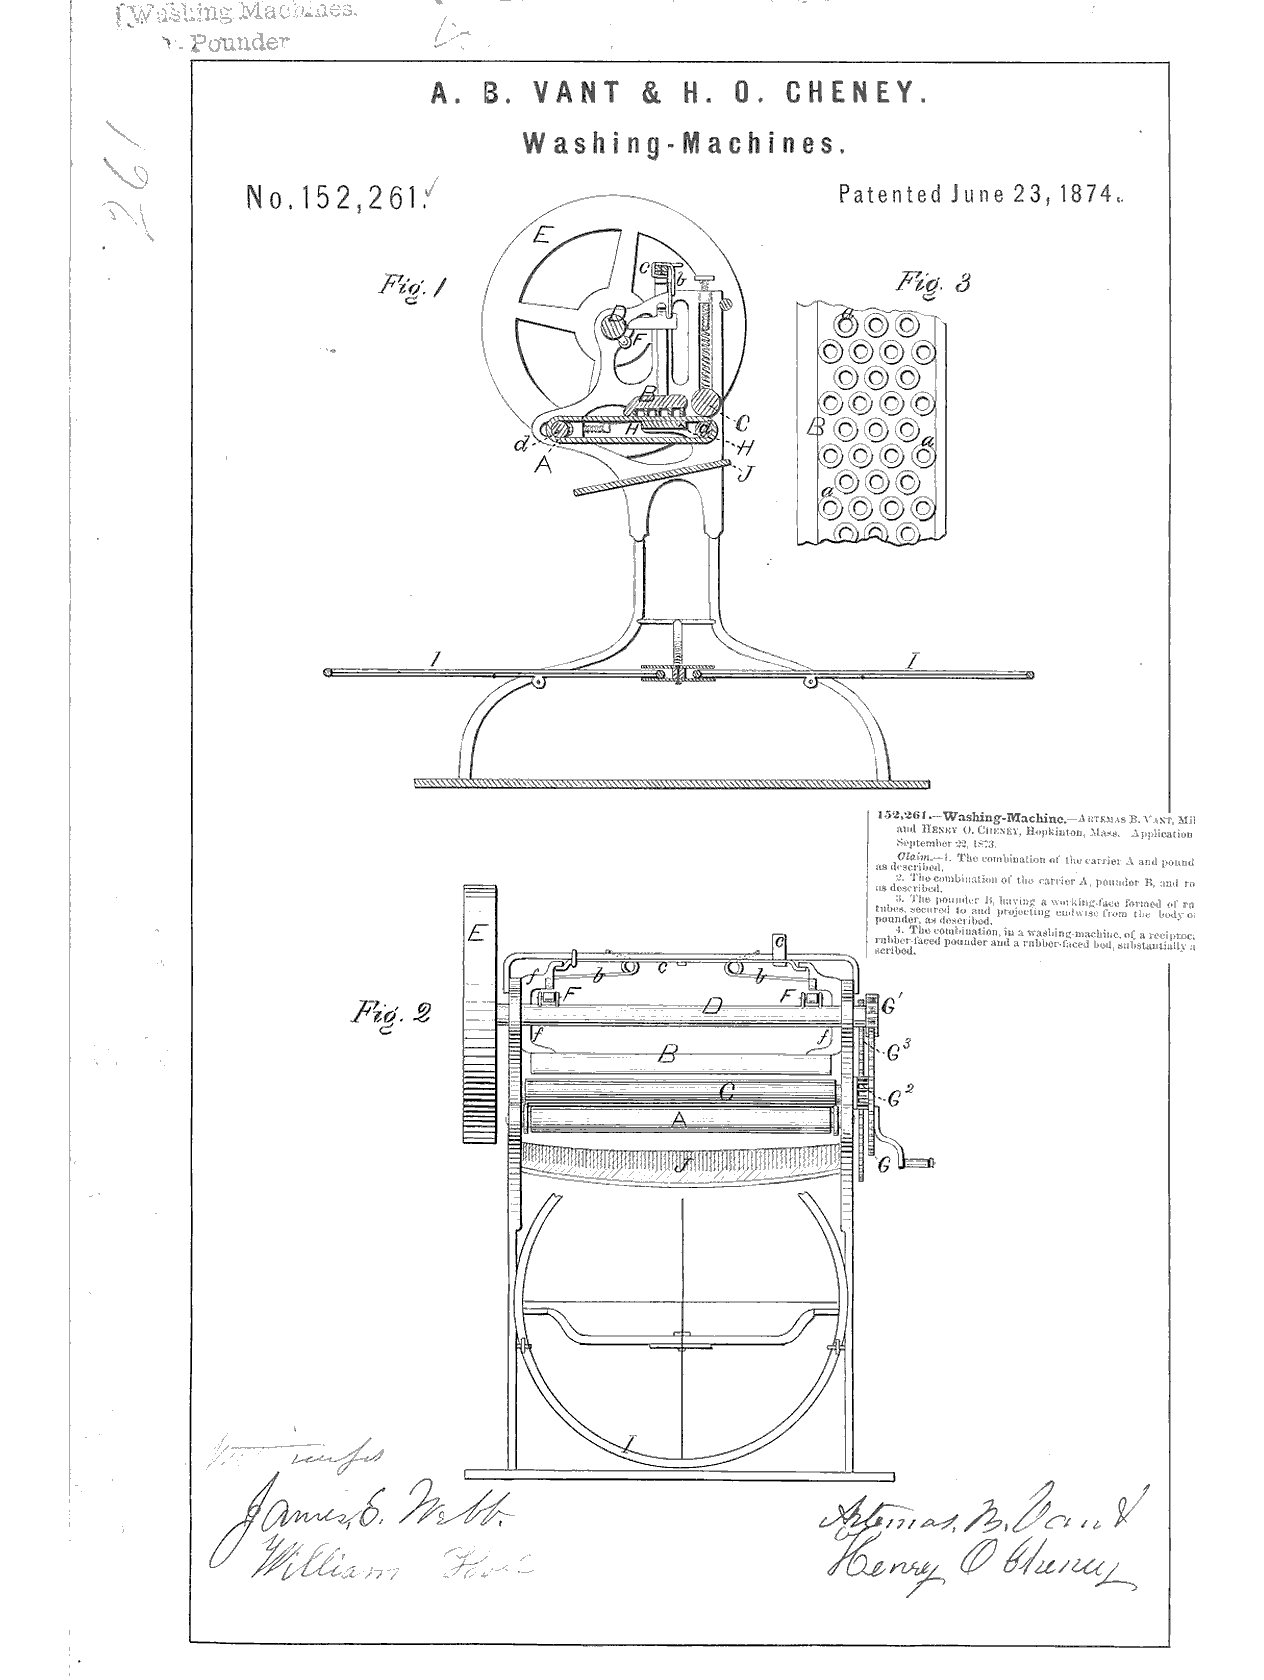 [Washing Machines.
Pounder
261
A. B. VANT & H. O. CHENEY.
Washing-Machines.
No. 152,261.
Patented June 23, 1874.
Fig. 1
E
c
b
D
F
B
C
d
H
d
H
A
J
I
I
Fig. 3
a
B
a
a
152,261.—Washing-Machine.—ARTEMAS B. VANT, Mil
and HENRY O. CHENEY, Hopkinton, Mass. Application
September 22, 1873.
Claim.—1. The combination of the carrier A and pound
as described.
2. The combination of the carrier A, pounder B, and ro
as described.
3. The pounder B, having a working-face formed of ru
tubes, secured to and projecting endwise from the body o
pounder, as described.
4. The combination, in a washing-machine, of a reciproc
rubber-faced pounder and a rubber-faced bed, substantially a
scribed.
Fig. 2
E
f
b
c
b
c
F
F
D
G'
f
f
G³
B
C
G²
A
J
G
I
James E. Webb.
William
Artemas. B. Vant
Henry O Cheney